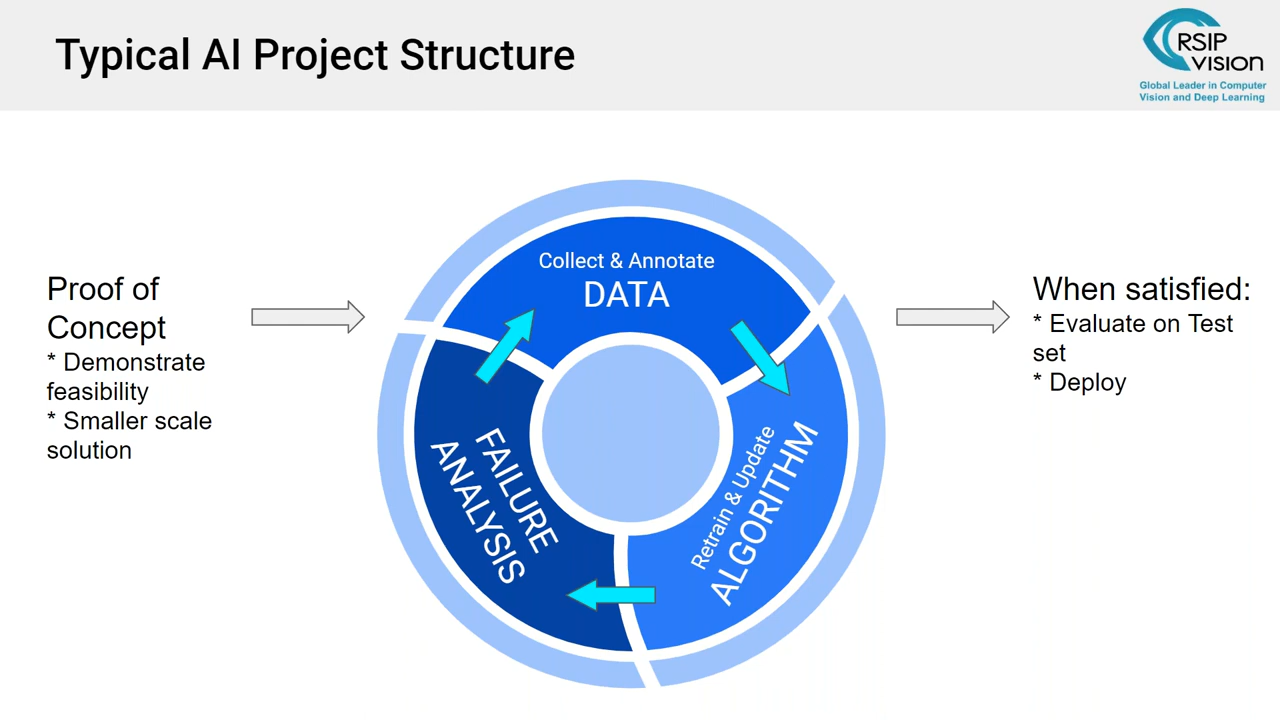 Typical AI Project Structure
RSIP
vision
Global Leader in Computer
Vision and Deep Learning
Proof of
Concept
* Demonstrate
feasibility
* Smaller scale
solution
Collect & Annotate
DATA
Retrain & Update
ALGORITHM
FAILURE
ANALYSIS
When satisfied:
* Evaluate on Test
set
* Deploy